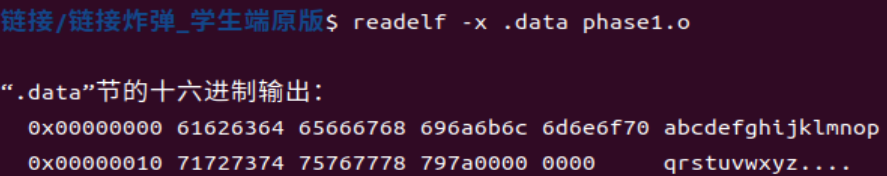 链接/链接炸弹_学生端原版$ readelf -x .data phase1.o
“.data”节的十六进制输出：
0x00000000 61626364 65666768 696a6b6c 6d6e6f70 abcdefghijklmnop
0x00000010 71727374 75767778 797a0000 0000 qrstuvwxyz....